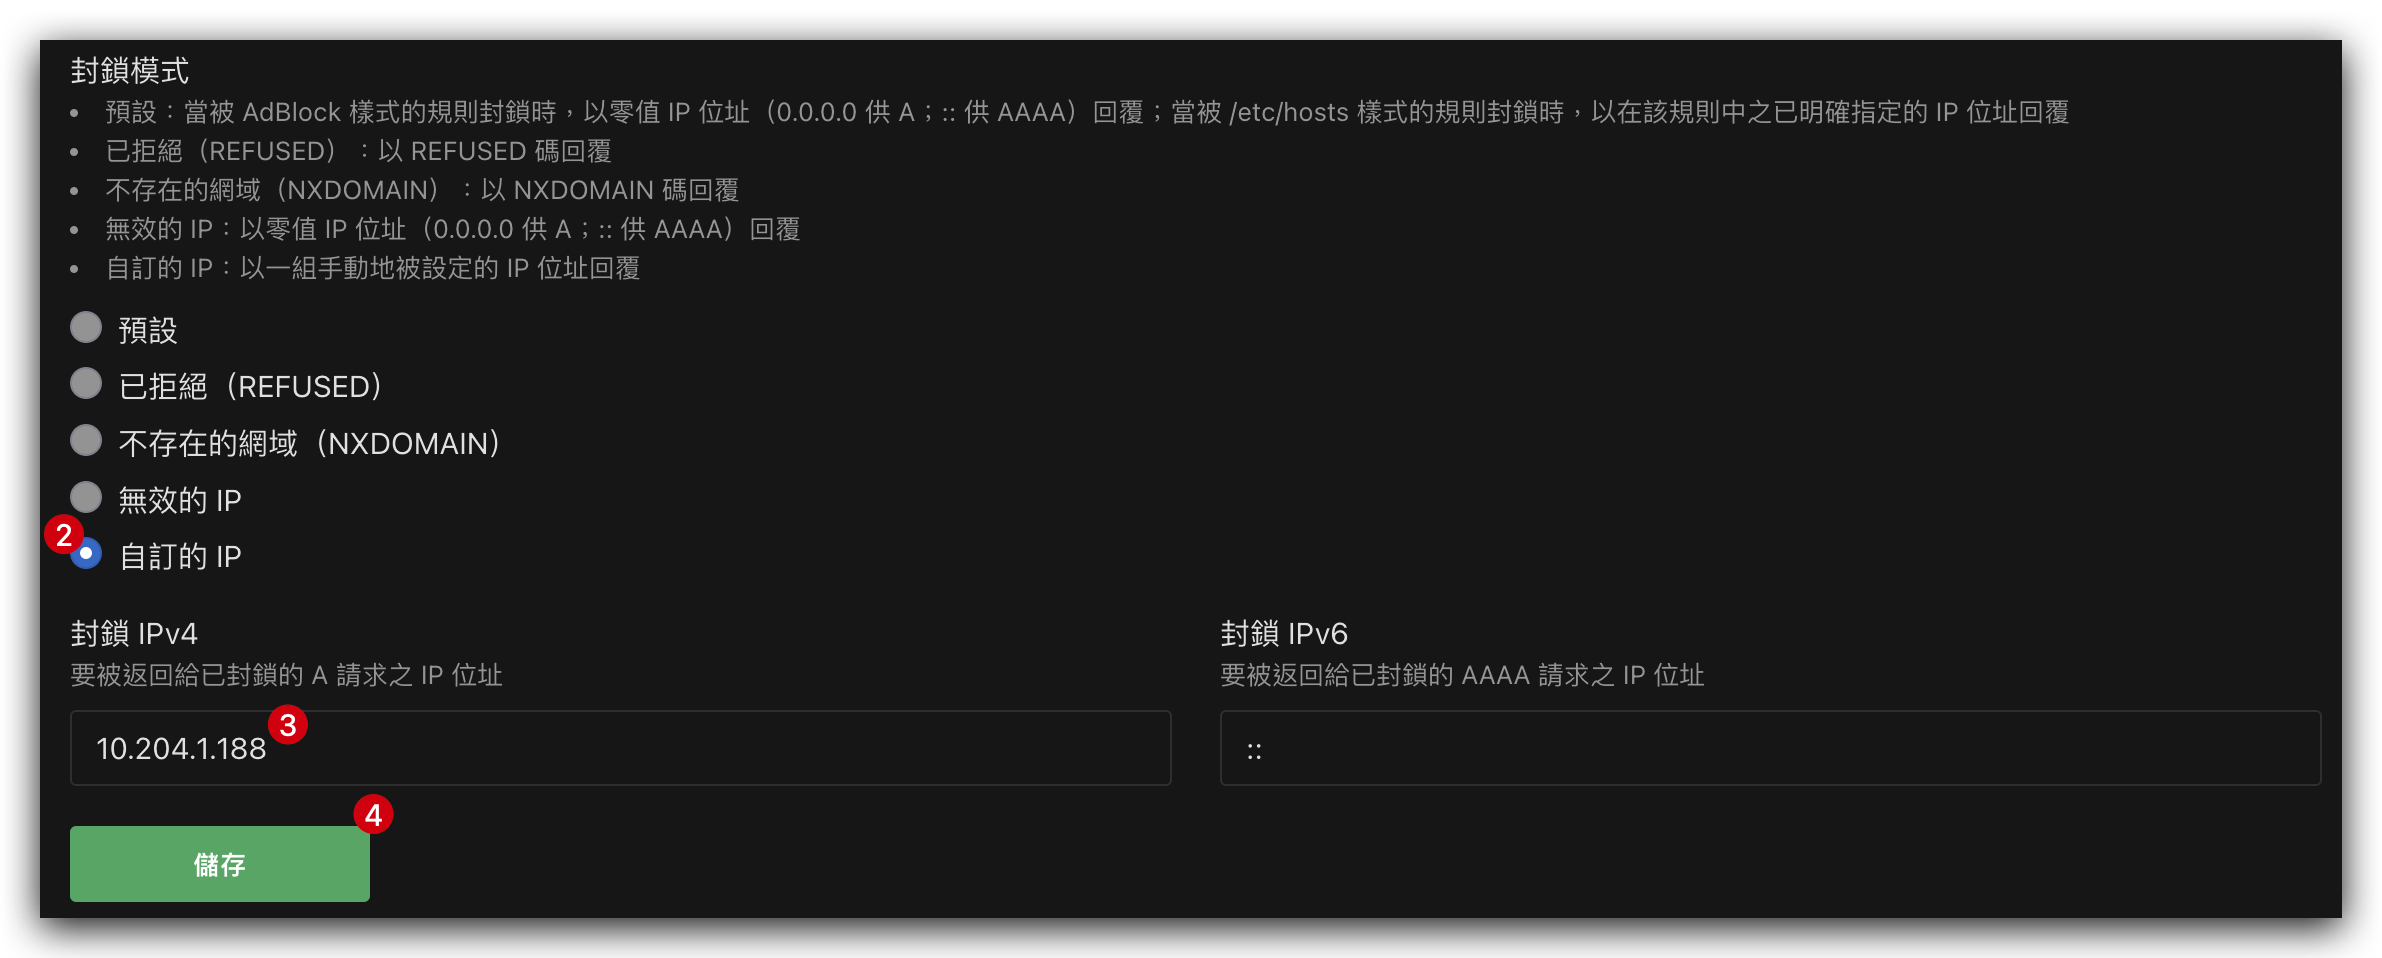 封鎖模式
• 預設：當被 AdBlock 樣式的規則封鎖時，以零值 IP 位址（0.0.0.0 供 A；:: 供 AAAA）回覆；當被 /etc/hosts 樣式的規則封鎖時，以在該規則中之已明確指定的 IP 位址回覆
• 已拒絕（REFUSED）：以 REFUSED 碼回覆
• 不存在的網域（NXDOMAIN）：以 NXDOMAIN 碼回覆
• 無效的 IP：以零值 IP 位址（0.0.0.0 供 A；:: 供 AAAA）回覆
• 自訂的 IP：以一組手動地被設定的 IP 位址回覆
預設
已拒絕（REFUSED）
不存在的網域（NXDOMAIN）
無效的 IP
2
自訂的 IP
封鎖 IPv4
要被返回給已封鎖的 A 請求之 IP 位址
10.204.1.188
3
封鎖 IPv6
要被返回給已封鎖的 AAAA 請求之 IP 位址
::
4
儲存